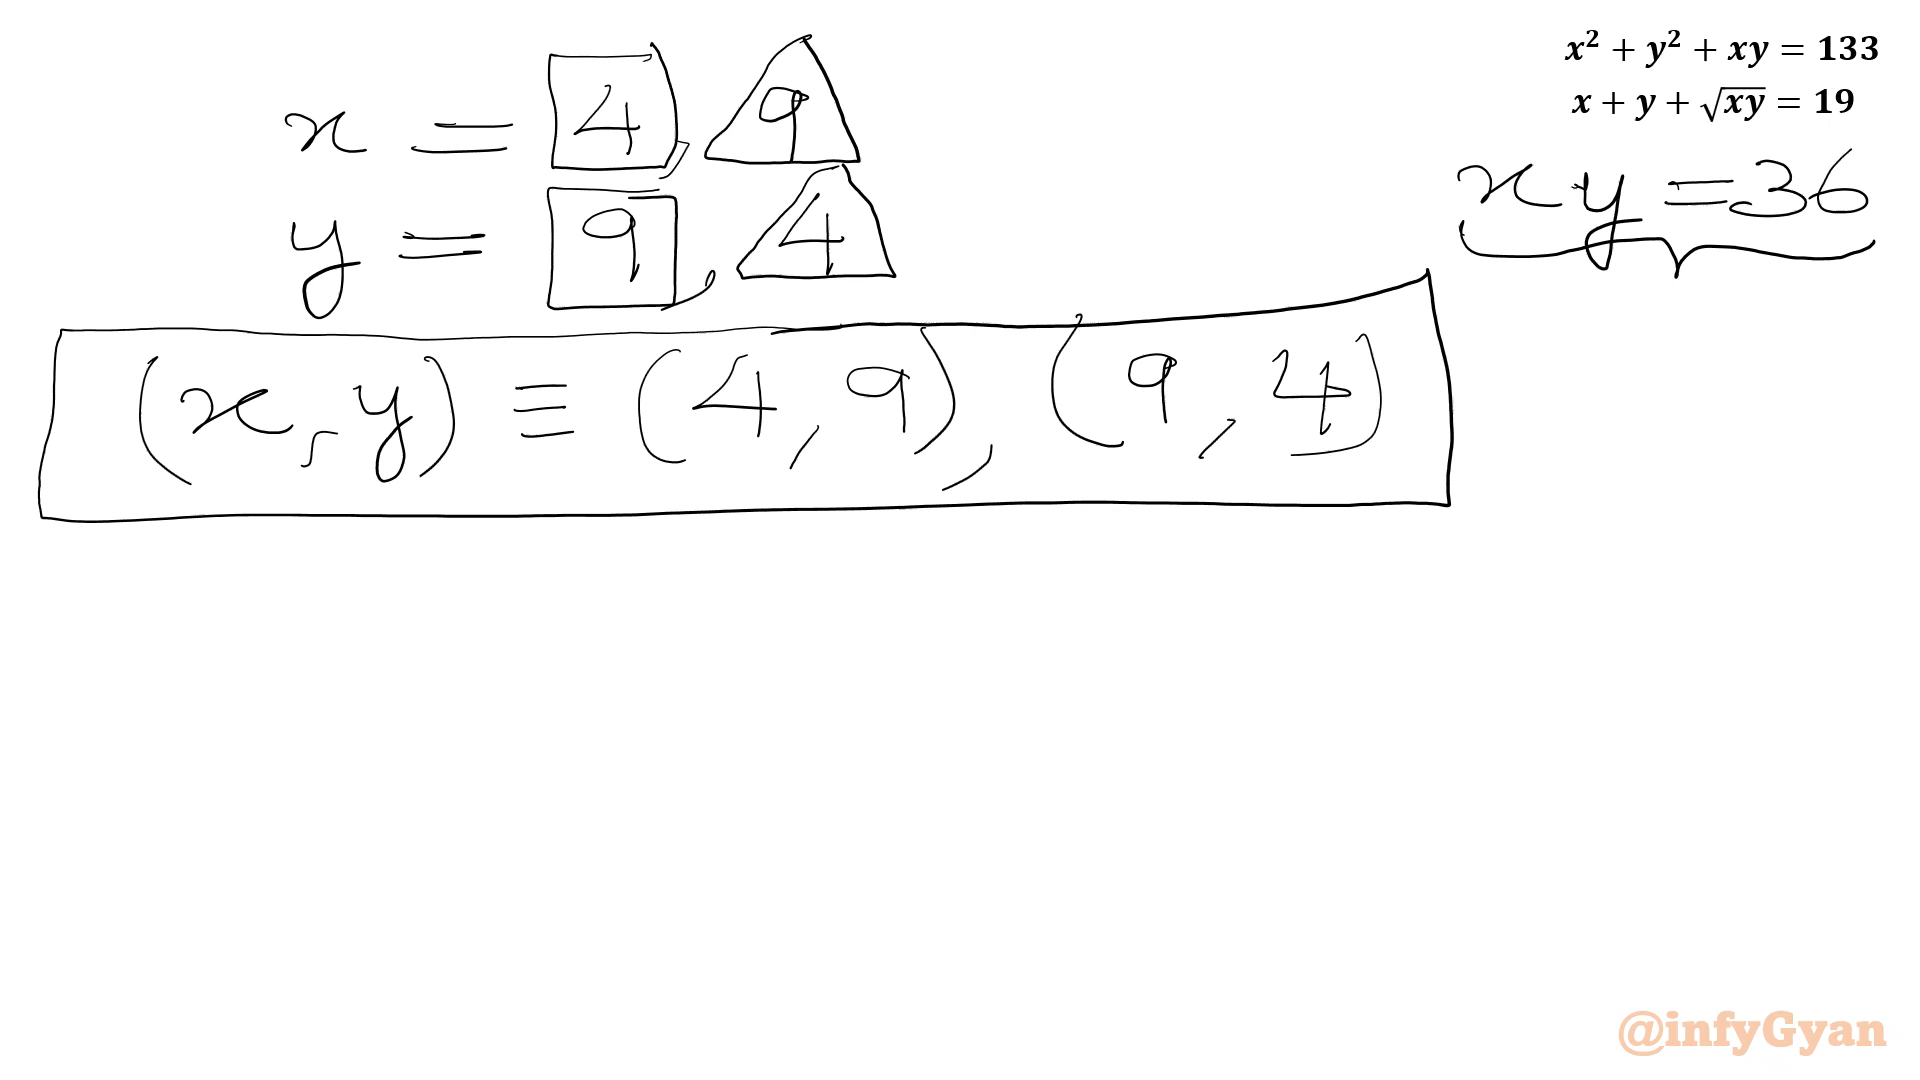 x² + y² + xy = 133
x + y + √xy = 19
xy = 36
x = 4, 9
y = 9, 4
(x, y) ≡ (4, 9), (9, 4)
@infyGyan